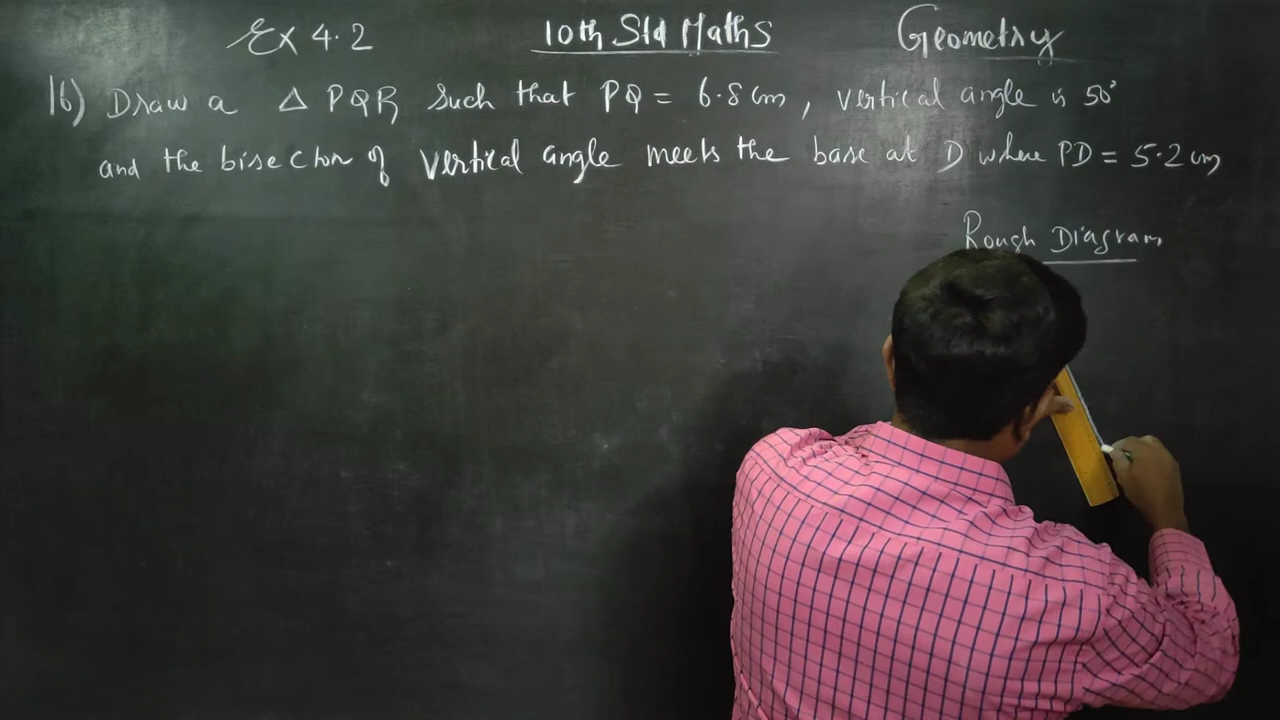 Ex 4.2 10th Std Maths Geometry
16) Draw a △ PQR such that PQ = 6.8 cm, vertical angle is 50°
and the bisector of vertical angle meets the base at D where PD = 5.2 cm
Rough Diagram